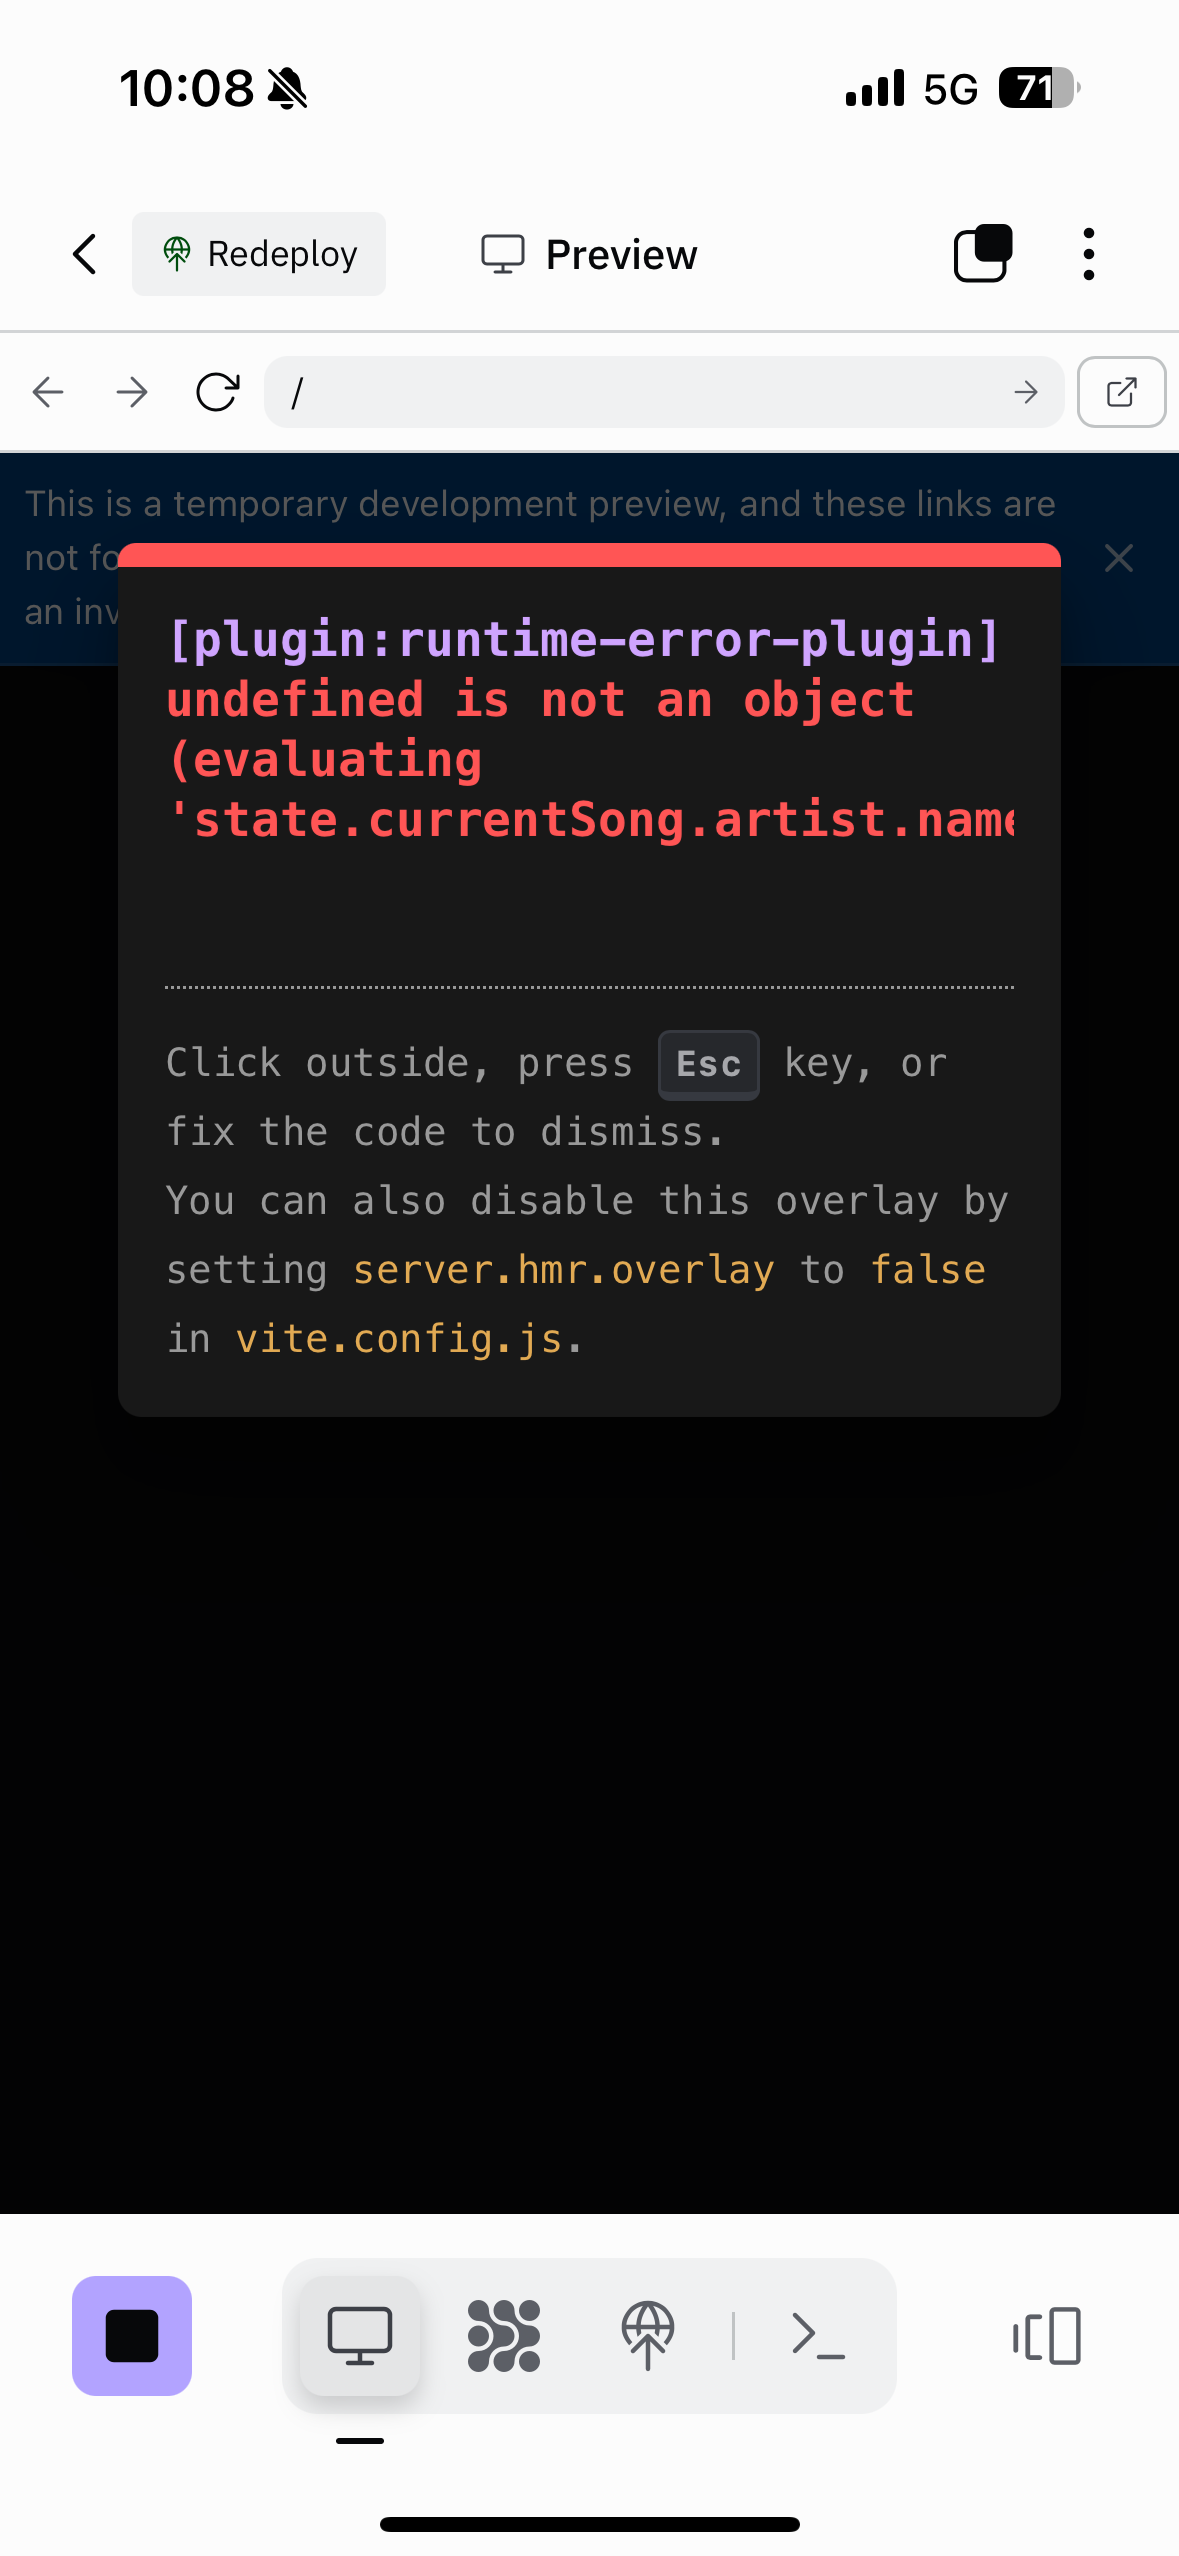 10:08
5G
71
Redeploy
Preview
/
This is a temporary development preview, and these links are
not fo
an inv
[plugin:runtime-error-plugin]
undefined is not an object
(evaluating
'state.currentSong.artist.name
Click outside, press Esc key, or
fix the code to dismiss.
You can also disable this overlay by
setting server.hmr.overlay to false
in vite.config.js.